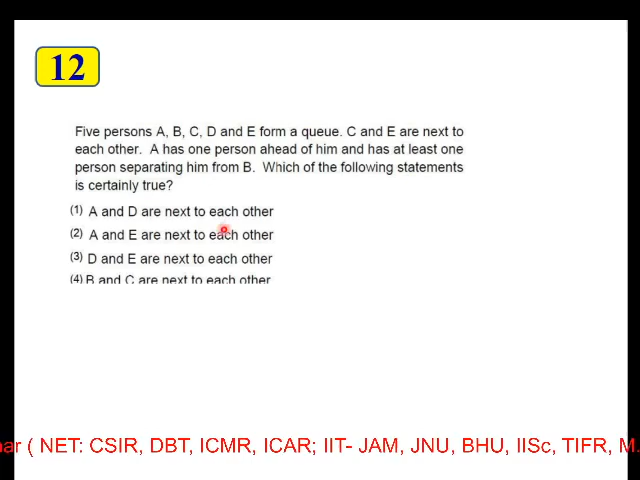 12
Five persons A, B, C, D and E form a queue. C and E are next to
each other. A has one person ahead of him and has at least one
person separating him from B. Which of the following statements
is certainly true?
(1) A and D are next to each other
(2) A and E are next to each other
(3) D and E are next to each other
(4) B and C are next to each other
( NET: CSIR, DBT, ICMR, ICAR; IIT- JAM, JNU, BHU, IISc, TIFR, M.